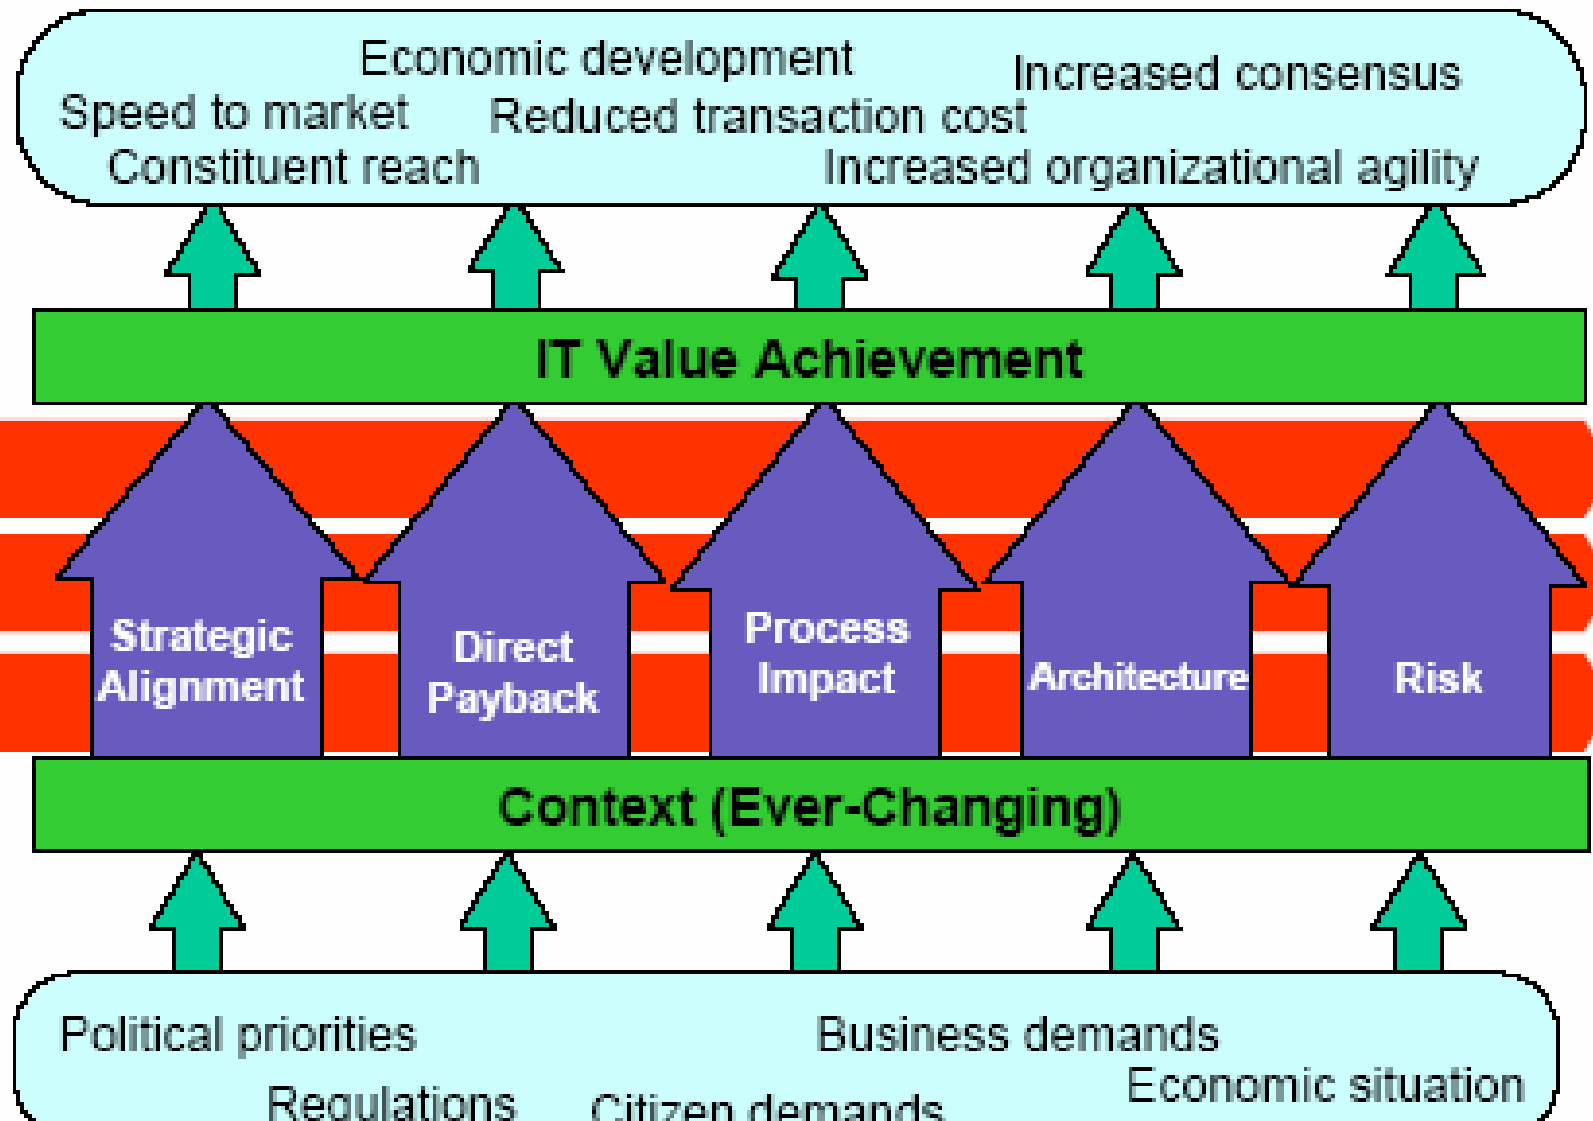 Economic development
Increased consensus
Speed to market
Reduced transaction cost
Constituent reach
Increased organizational agility
IT Value Achievement
Strategic
Alignment
Direct
Payback
Process
Impact
Architecture
Risk
Context (Ever-Changing)
Political priorities
Business demands
Economic situation
Regulations
Citizen demands